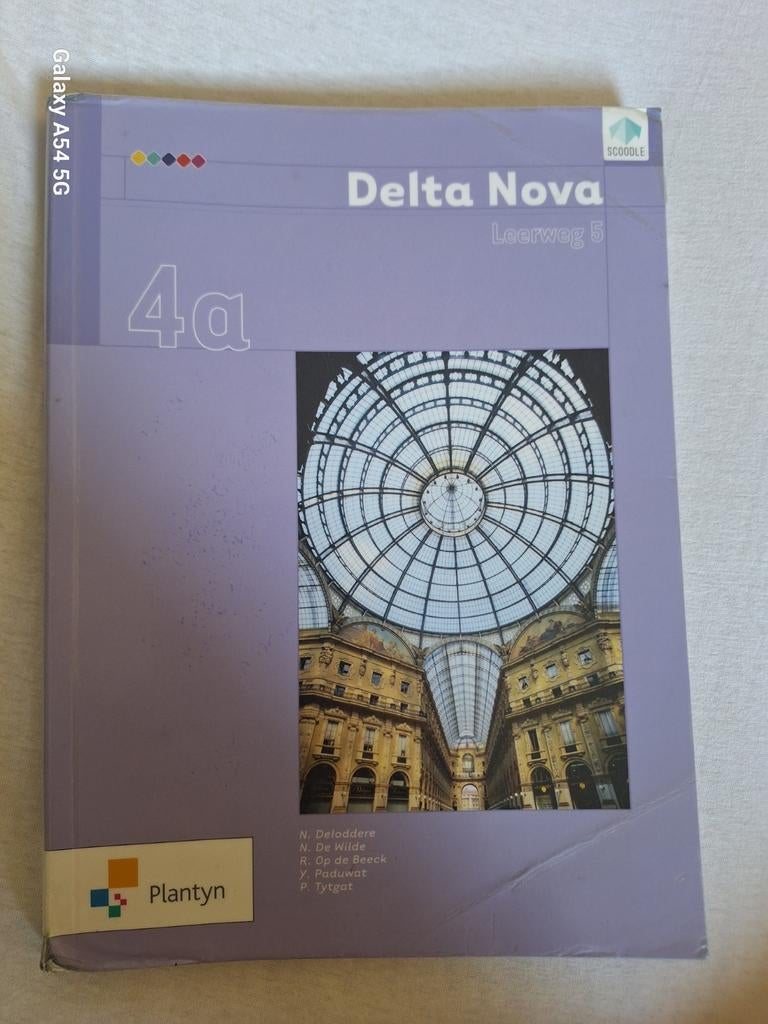 Galaxy A54 5G
SCOODLE
Delta Nova
Leerweg 5
4a
N. Deloddere
N. De Wilde
R. Op de Beeck
Y. Paduwat
P. Tytgat
Plantyn